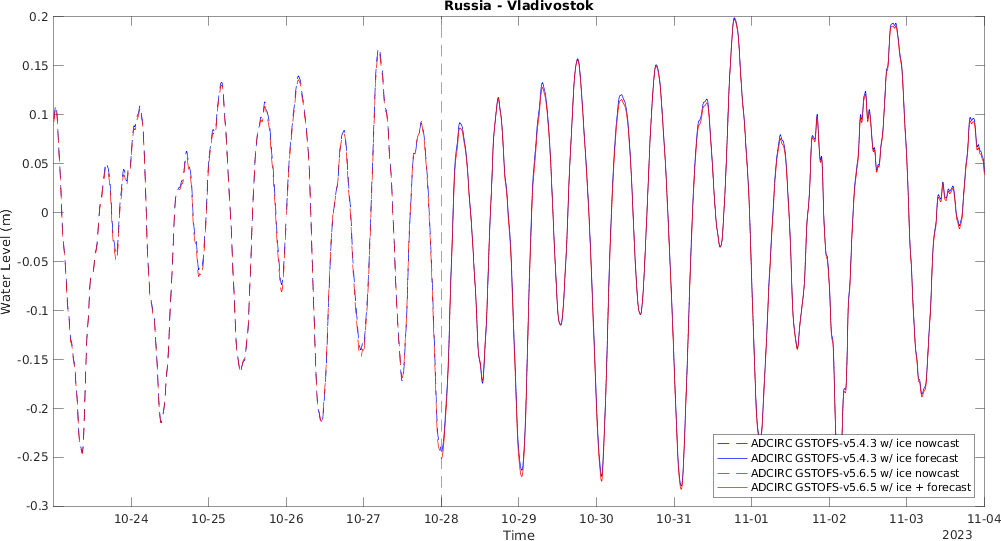 Russia - Vladivostok
Water Level (m)
0.2
0.15
0.1
0.05
0
-0.05
-0.1
-0.15
-0.2
-0.25
-0.3
ADCIRC GSTOFS-v5.4.3 w/ ice nowcast
ADCIRC GSTOFS-v5.4.3 w/ ice forecast
ADCIRC GSTOFS-v5.6.5 w/ ice nowcast
ADCIRC GSTOFS-v5.6.5 w/ ice + forecast
10-24 10-25 10-26 10-27 10-28 10-29 10-30 10-31 11-01 11-02 11-03 11-04
Time
2023